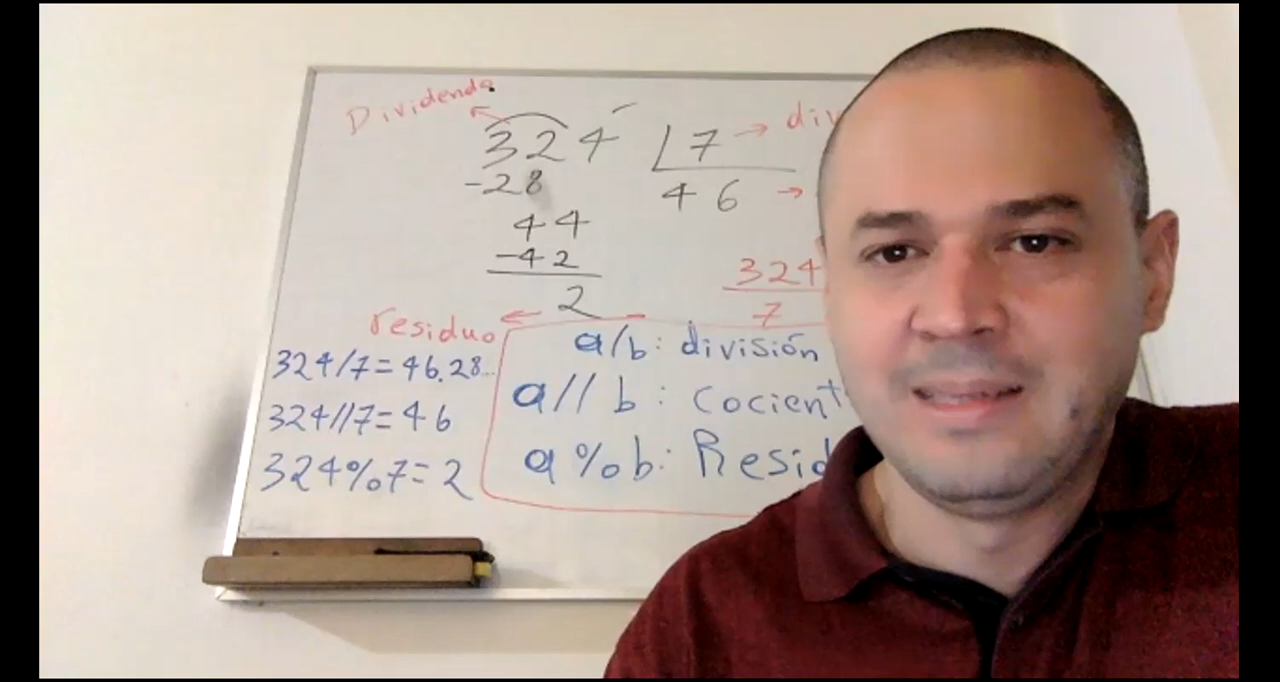 Dividendo
324 7 → div
-28 46 →
44
-42
2
324
7
residuo
324/7=46.28...
324//7=46
324%7=2
a/b: división
a//b: cocient
a%b: Resid